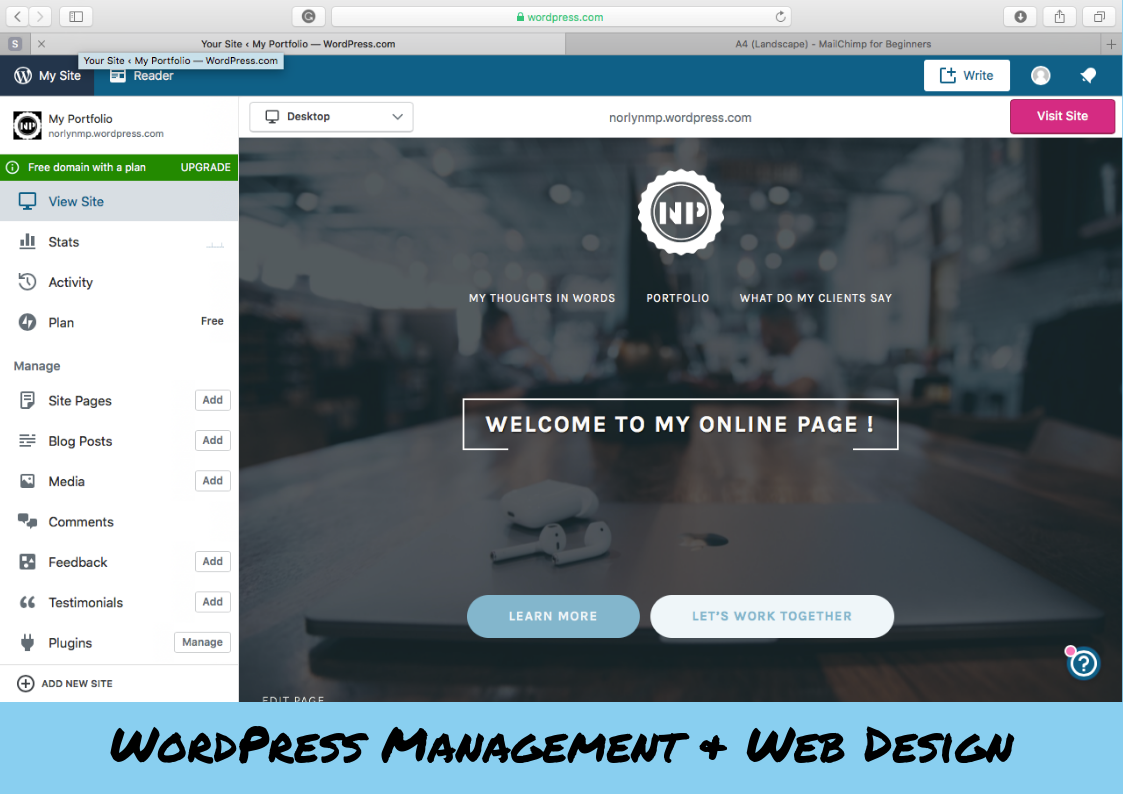 wordpress.com
S
Your Site ‹ My Portfolio — WordPress.com
A4 (Landscape) - MailChimp for Beginners
Your Site ‹ My Portfolio — WordPress.com
My Site
Reader
Write
My Portfolio
norlynmp.wordpress.com
Desktop
norlynmp.wordpress.com
Visit Site
Free domain with a plan UPGRADE
View Site
Stats
Activity
Plan Free
Manage
Site Pages Add
Blog Posts Add
Media Add
Comments
Feedback Add
Testimonials Add
Plugins Manage
ADD NEW SITE
NP
MY THOUGHTS IN WORDS PORTFOLIO WHAT DO MY CLIENTS SAY
WELCOME TO MY ONLINE PAGE !
LEARN MORE LET'S WORK TOGETHER
EDIT PAGE
WORDPRESS MANAGEMENT & WEB DESIGN